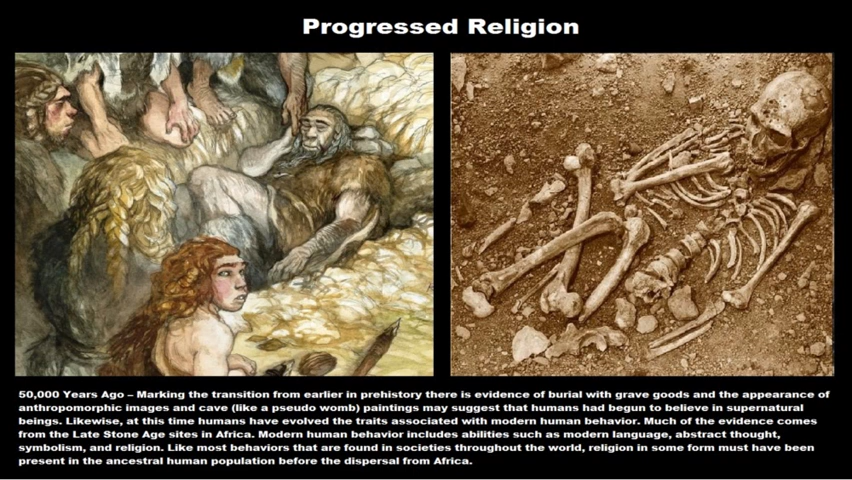 Progressed Religion
50,000 Years Ago – Marking the transition from earlier in prehistory there is evidence of burial with grave goods and the appearance of
anthropomorphic images and cave (like a pseudo womb) paintings may suggest that humans had begun to believe in supernatural
beings. Likewise, at this time humans have evolved the traits associated with modern human behavior. Much of the evidence comes
from the Late Stone Age sites in Africa. Modern human behavior includes abilities such as modern language, abstract thought,
symbolism, and religion. Like most behaviors that are found in societies throughout the world, religion in some form must have been
present in the ancestral human population before the dispersal from Africa.